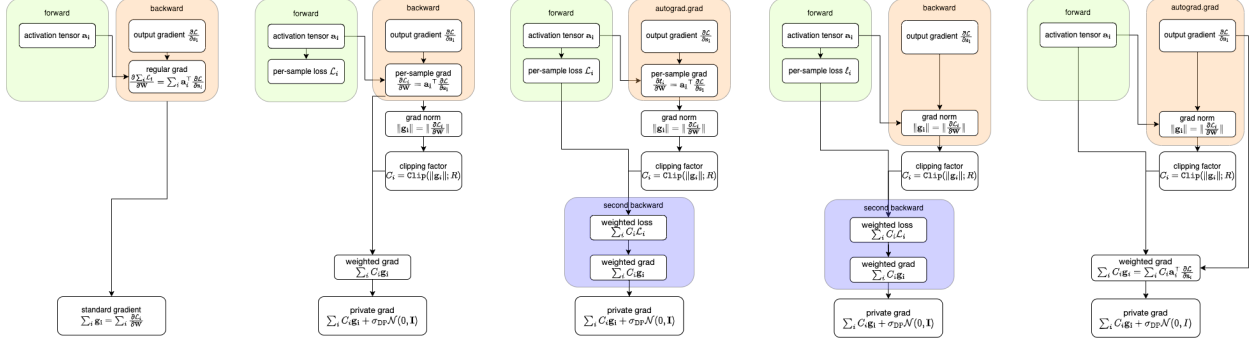 forward
backward
activation tensor a_i
output gradient ∂L/∂s_i
regular grad
∂∑_i L_i/∂W = ∑_i a_i^⊤ ∂L/∂s_i
standard gradient
∑_i g_i = ∑_i ∂L_i/∂W
forward
backward
activation tensor a_i
output gradient ∂L/∂s_i
per-sample loss L_i
per-sample grad
∂L_i/∂W = a_i^⊤ ∂L/∂s_i
grad norm
‖g_i‖ = ‖∂L_i/∂W‖
clipping factor
C_i = Clip(‖g_i‖; R)
weighted grad
∑_i C_i g_i
private grad
∑_i C_i g_i + σ_DP N(0, I)
forward
autograd.grad
activation tensor a_i
output gradient ∂L/∂s_i
per-sample loss L_i
per-sample grad
∂ℓ_i/∂W = a_i^⊤ ∂L/∂s_i
grad norm
‖g_i‖ = ‖∂L_i/∂W‖
clipping factor
C_i = Clip(‖g_i‖; R)
second backward
weighted loss
∑_i C_i L_i
weighted grad
∑_i C_i g_i
private grad
∑_i C_i g_i + σ_DP N(0, I)
forward
backward
activation tensor a_i
output gradient ∂L/∂s_i
per-sample loss ℓ_i
grad norm
‖g_i‖ = ‖∂L_i/∂W‖
clipping factor
C_i = Clip(‖g_i‖; R)
second backward
weighted loss
∑_i C_i L_i
weighted grad
∑_i C_i g_i
private grad
∑_i C_i g_i + σ_DP N(0, I)
forward
autograd.grad
activation tensor a_i
output gradient ∂L/∂s_i
grad norm
‖g_i‖ = ‖∂L_i/∂W‖
clipping factor
C_i = Clip(‖g_i‖; R)
weighted grad
∑_i C_i g_i = ∑_i C_i a_i^⊤ ∂L/∂s_i
private grad
∑_i C_i g_i + σ_DP N(0, I)